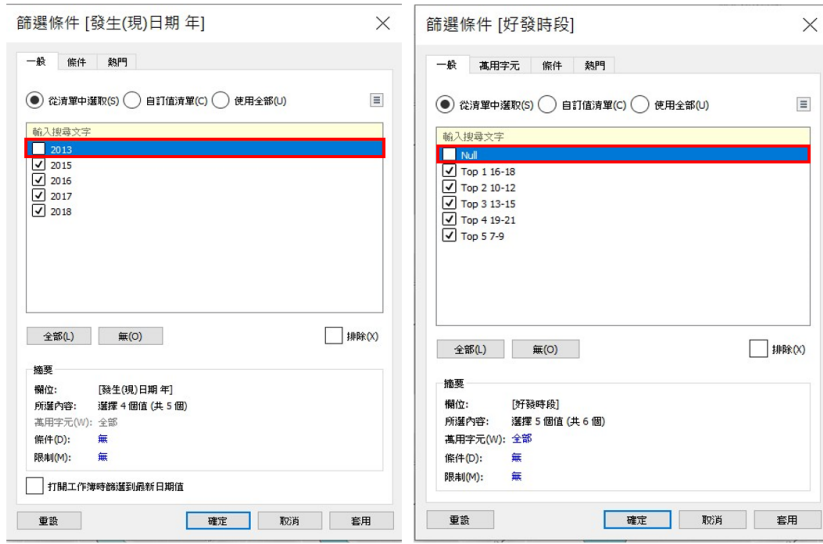 篩選條件 [發生(現)日期 年]
一般 條件 熱門
從清單中選取(S) 自訂值清單(C) 使用全部(U)
輸入搜尋文字
2013
2015
2016
2017
2018
全部(L) 無(O) 排除(X)
摘要
欄位: [發生(現)日期 年]
所選內容: 選擇 4 個值 (共 5 個)
萬用字元(W): 全部
條件(D): 無
限制(M): 無
打開工作簿時篩選到最新日期值
重設 確定 取消 套用
篩選條件 [好發時段]
一般 萬用字元 條件 熱門
從清單中選取(S) 自訂值清單(C) 使用全部(U)
輸入搜尋文字
Null
Top 1 16-18
Top 2 10-12
Top 3 13-15
Top 4 19-21
Top 5 7-9
全部(L) 無(O) 排除(X)
摘要
欄位: [好發時段]
所選內容: 選擇 5 個值 (共 6 個)
萬用字元(W): 全部
條件(D): 無
限制(M): 無
重設 確定 取消 套用